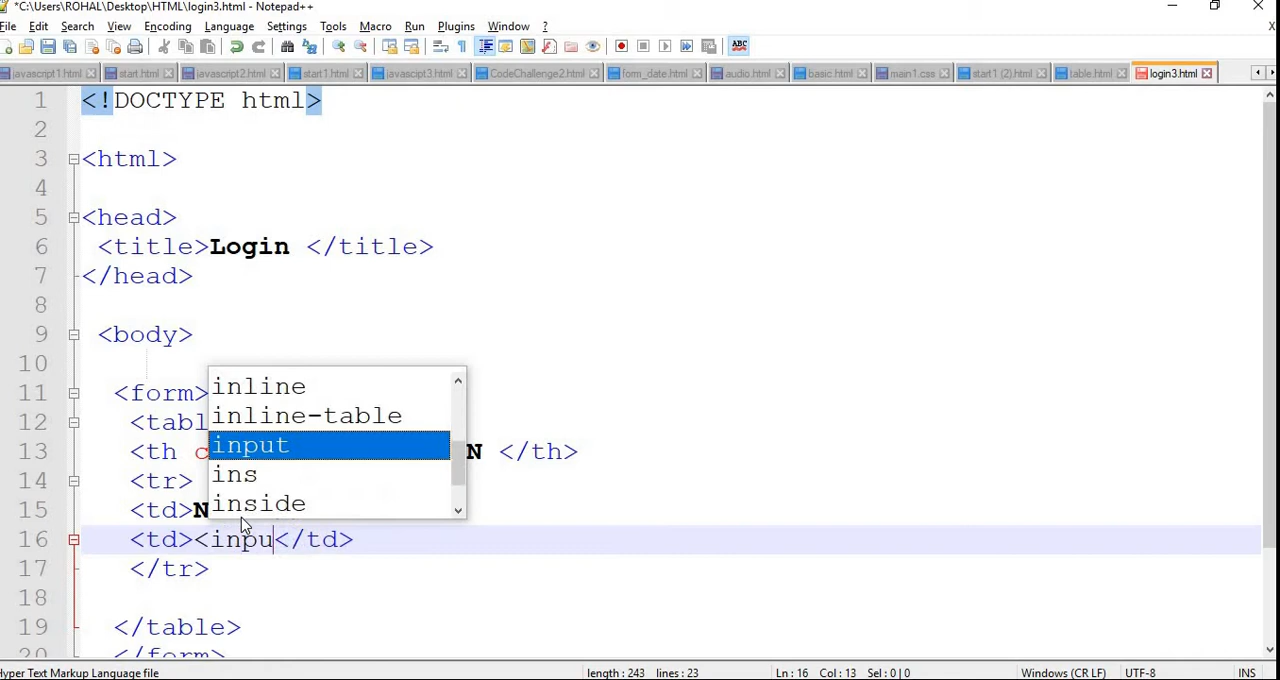 *C:\Users\ROHAL\Desktop\HTML\login3.html - Notepad++
File Edit Search View Encoding Language Settings Tools Macro Run Plugins Window ?
ABC
javascript1.html start.html javascript2.html start1.html javascipt3.html CodeChallenge2.html form_date.html audio.html basic.html main1.css start1 (2).html table.html login3.html
1 <!DOCTYPE html>
2
3 <html>
4
5 <head>
6 <title>Login </title>
7 </head>
8
9 <body>
10
inline
11 <form>
inline-table
12 <tabl
input
13 <th c N </th>
ins
14 <tr>
inside
15 <td>N
16 <td><inpu</td>
17 </tr>
18
19 </table>
20 </form>
Hyper Text Markup Language file length : 243 lines : 23 Ln : 16 Col : 13 Sel : 0 | 0 Windows (CR LF) UTF-8 INS